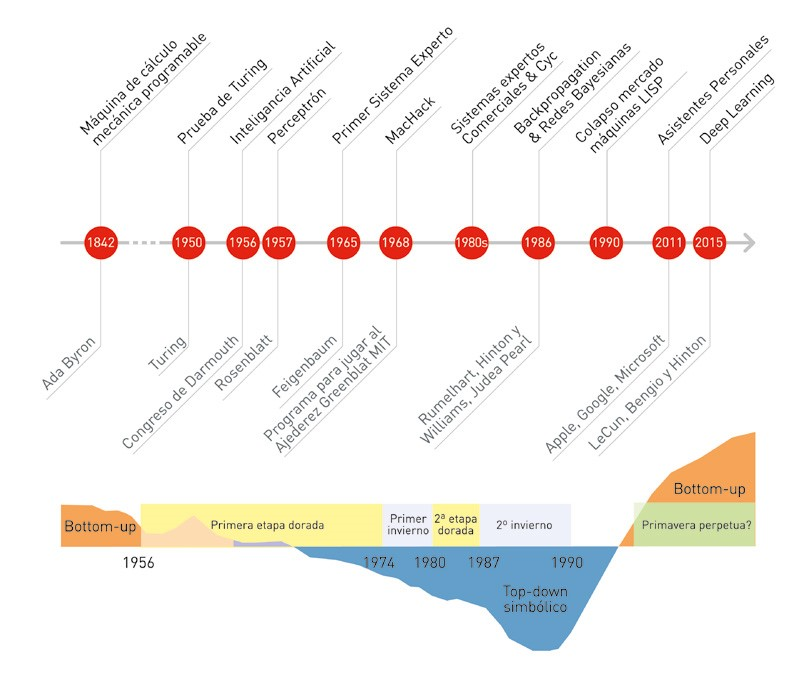 Máquina de cálculo
mecánica programable
Prueba de Turing
Inteligancia Artificial
Perceptrón
Primer Sistema Experto
MacHack
Sistemas expertos
Comerciales & Cyc
Backpropagation
& Redes Bayesianas
Colapso mercado
máquinas LISP
Asistentes Personales
Deep Learning
1842
1950
1956
1957
1965
1968
1980s
1986
1990
2011
2015
Ada Byron
Turing
Congreso de Darmouth
Rosenblatt
Feigenbaum
Programa para jugar al
Ajederez Greenblat MIT
Rumelhart, Hinton y
Williams, Judea Pearl
Apple, Google, Microsoft
LeCun, Bengio y Hinton
Bottom-up
Primera etapa dorada
Primer
invierno
2ª etapa
dorada
2º invierno
Bottom-up
Primavera perpetua?
1956
1974
1980
1987
1990
Top-down
simbólico